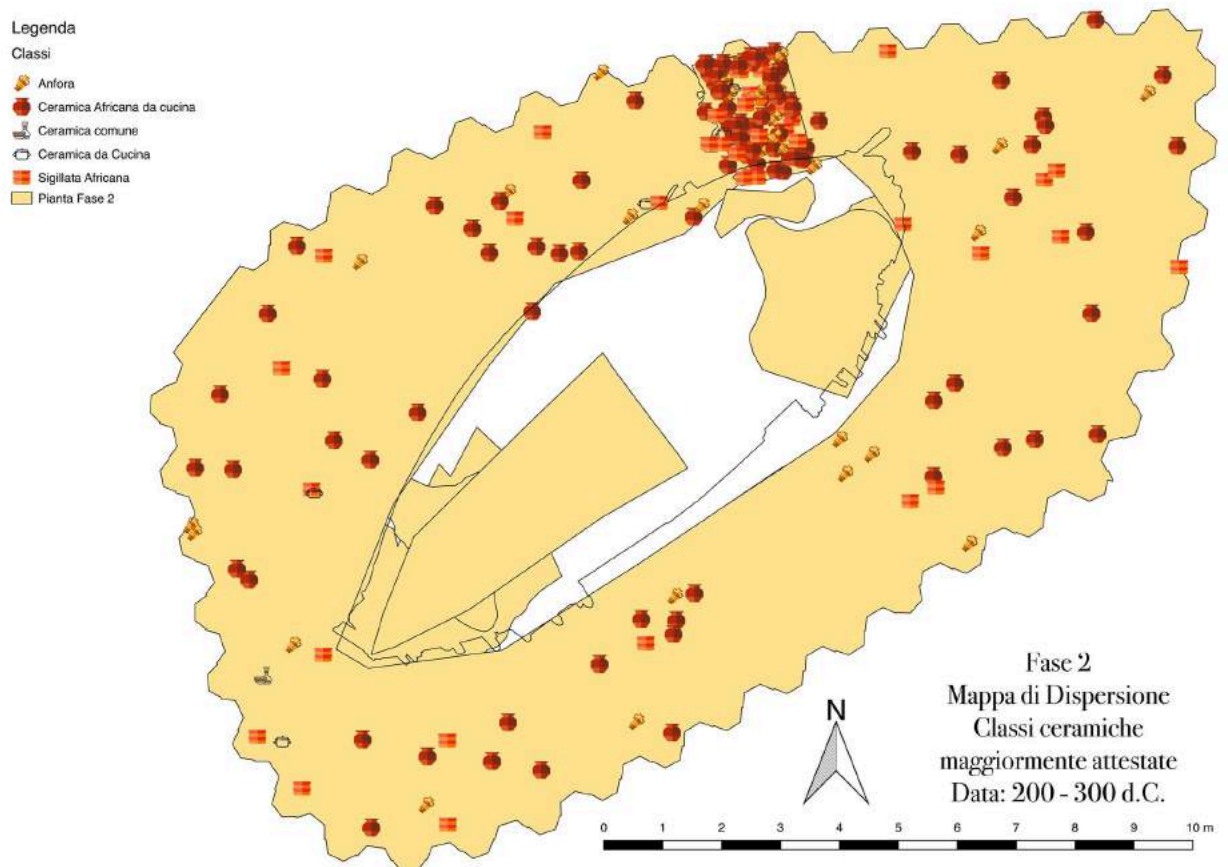 Legenda
Classi
Anfora
Ceramica Africana da cucina
Ceramica comune
Ceramica da Cucina
Sigillata Africana
Pianta Fase 2
Fase 2
Mappa di Dispersione
Classi ceramiche
maggiormente attestate
Data: 200 - 300 d.C.
N
0 1 2 3 4 5 6 7 8 9 10 m